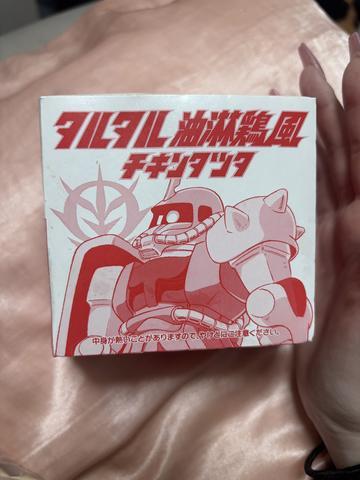 タルタル 油淋鶏風
チキンタツタ
中身が熱いことがありますので、やけどにご注意ください。